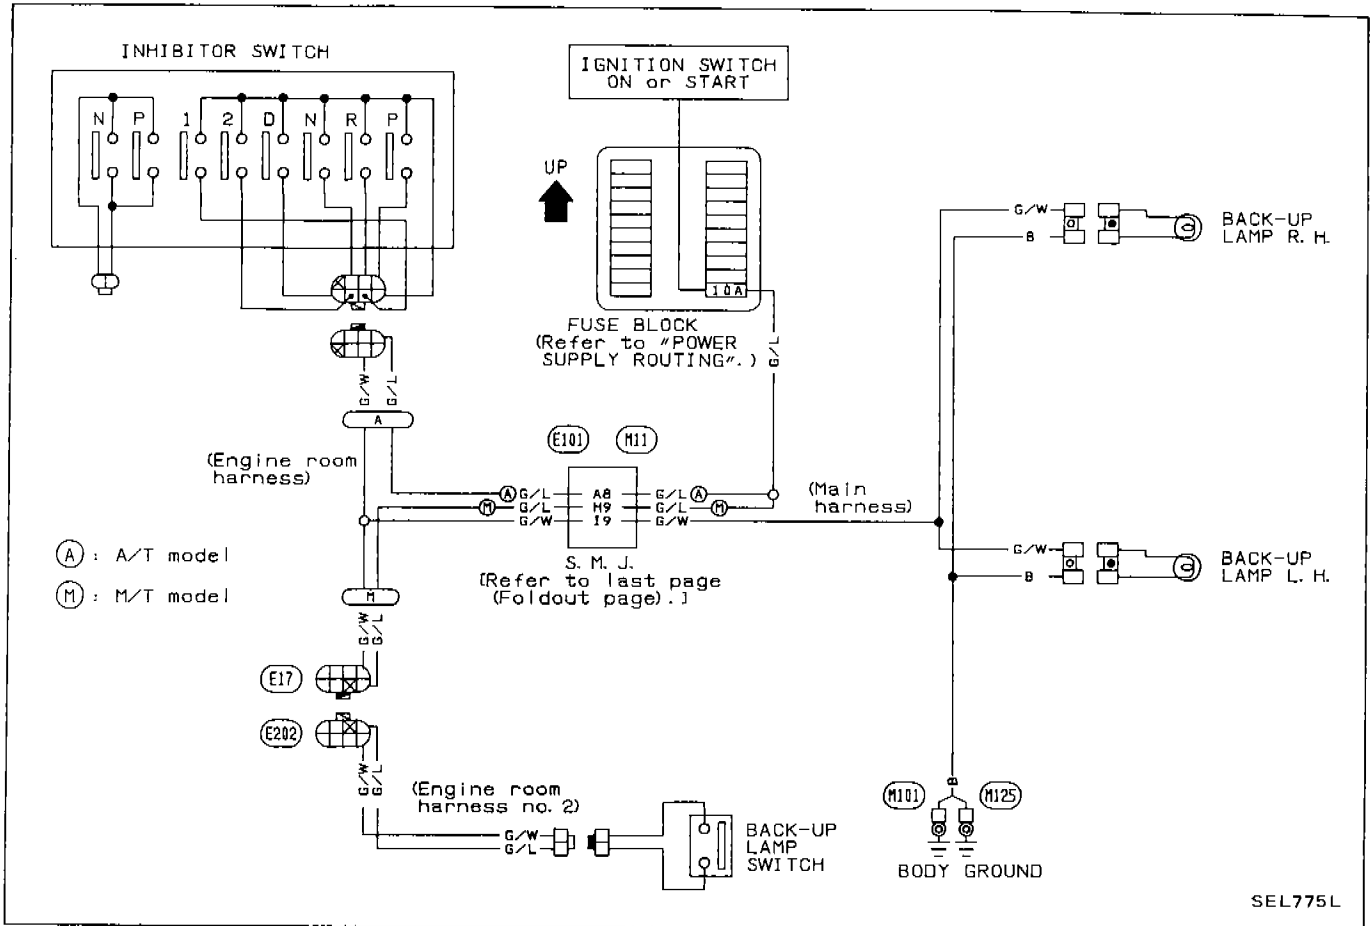 INHIBITOR SWITCH
N P 1 2 D N R P
IGNITION SWITCH
ON or START
UP
10A
FUSE BLOCK
(Refer to "POWER
SUPPLY ROUTING".)
G/L
G/W
G/L
A
(Engine room
harness)
E101
M11
A G/L A8 G/L A
M G/L H9 G/L M
G/W I9 G/W
S. M. J.
[Refer to last page
(Foldout page).]
(Main
harness)
A : A/T model
M : M/T model
M
G/W
G/L
E17
E202
G/W
G/L
(Engine room
harness no. 2)
G/W
G/L
BACK-UP
LAMP
SWITCH
G/W
B
BACK-UP
LAMP R. H.
G/W
B
BACK-UP
LAMP L. H.
B
M101
M125
BODY GROUND
SEL775L